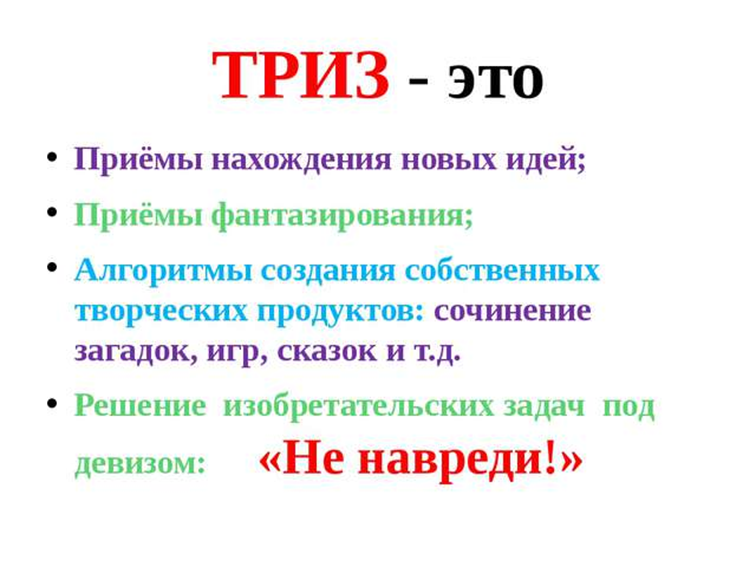 ТРИЗ - это
• Приёмы нахождения новых идей;
• Приёмы фантазирования;
• Алгоритмы создания собственных
творческих продуктов: сочинение
загадок, игр, сказок и т.д.
• Решение изобретательских задач под
девизом: «Не навреди!»